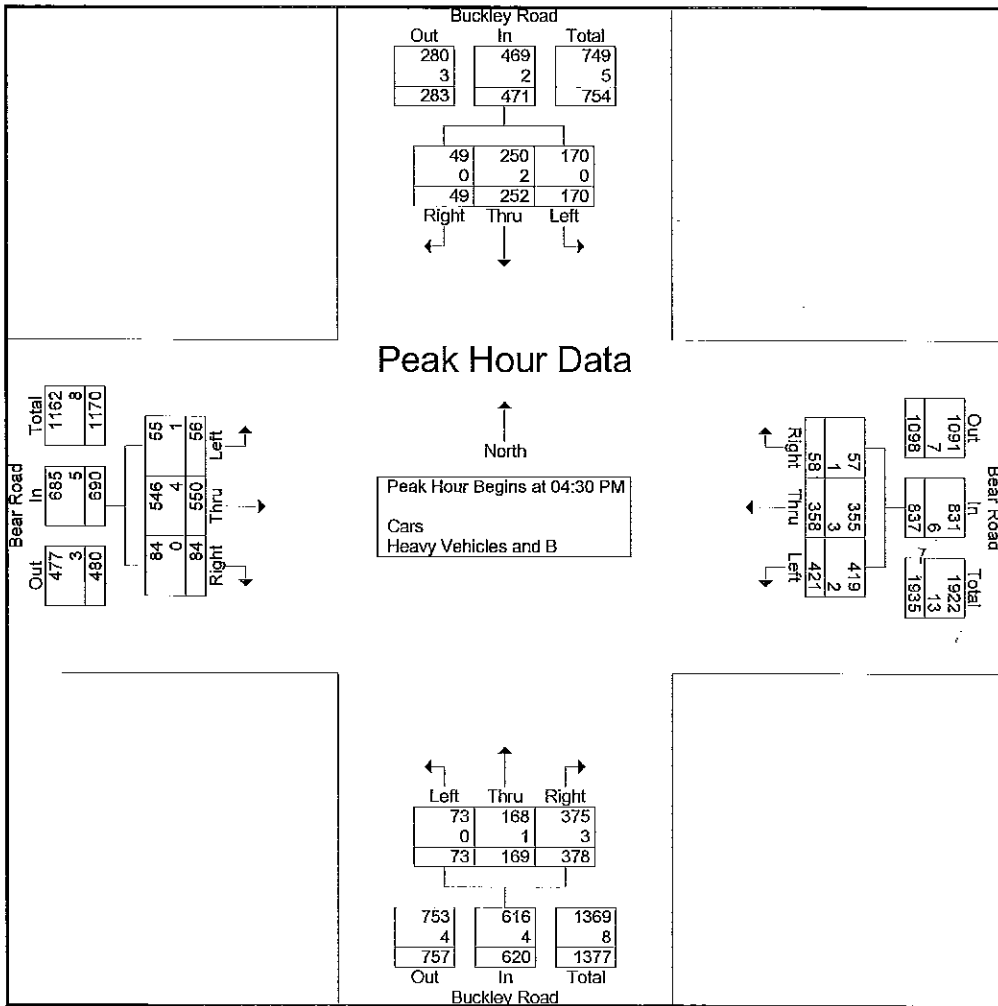 Buckley Road
Out In Total
280 469 749
3 2 5
283 471 754
49 250 170
0 2 0
49 252 170
Right Thru Left
Peak Hour Data
North
Peak Hour Begins at 04:30 PM
Cars
Heavy Vehicles and B
Bear Road
Out In Total
477 685 1162
3 5 8
480 690 1170
55 546 84
1 4 0
56 550 84
Left Thru Right
Bear Road
Out In Total
1091 831 1922
7 6 13
1098 837 1935
57 355 419
1 3 2
58 358 421
Right Thru Left
Left Thru Right
73 168 375
0 1 3
73 169 378
753 616 1369
4 4 8
757 620 1377
Out In Total
Buckley Road